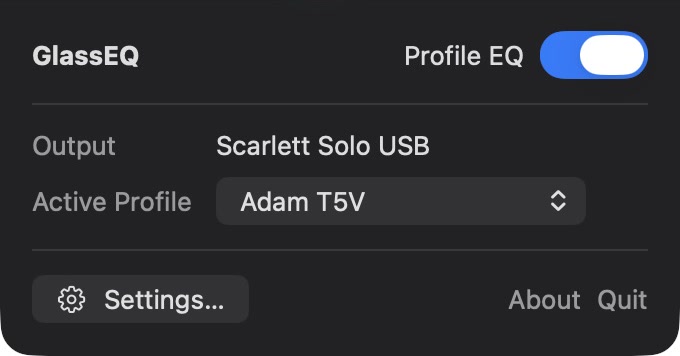 GlassEQ Profile EQ
Output Scarlett Solo USB
Active Profile Adam T5V
Settings... About Quit